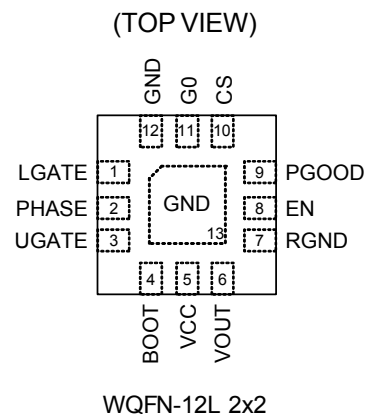 (TOP VIEW)
GND
G0
CS
12
11
10
LGATE 1
9 PGOOD
PHASE 2
GND
8 EN
UGATE 3
13
7 RGND
4
5
6
BOOT
VCC
VOUT
WQFN-12L 2x2